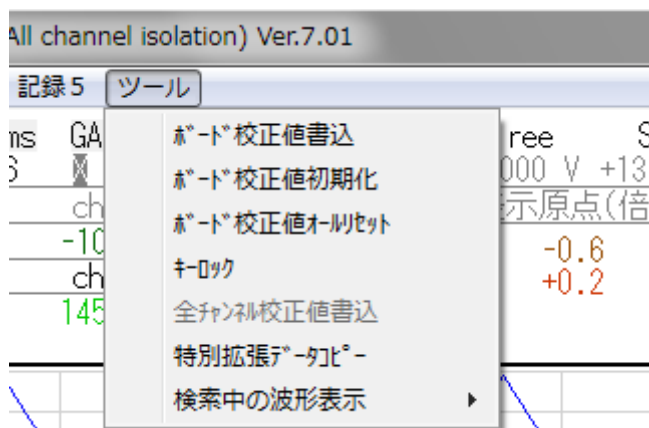 All channel isolation) Ver.7.01
記録5 ツール
ms GA ree S
000 V +13
ch 示原点(倍
-10 -0.6
ch +0.2
145
ﾎﾞｰﾄﾞ校正値書込
ﾎﾞｰﾄﾞ校正値初期化
ﾎﾞｰﾄﾞ校正値ｵｰﾙﾘｾｯﾄ
ｷｰﾛｯｸ
全ﾁｬﾝﾈﾙ校正値書込
特別拡張ﾃﾞｰﾀｺﾋﾟｰ
検索中の波形表示